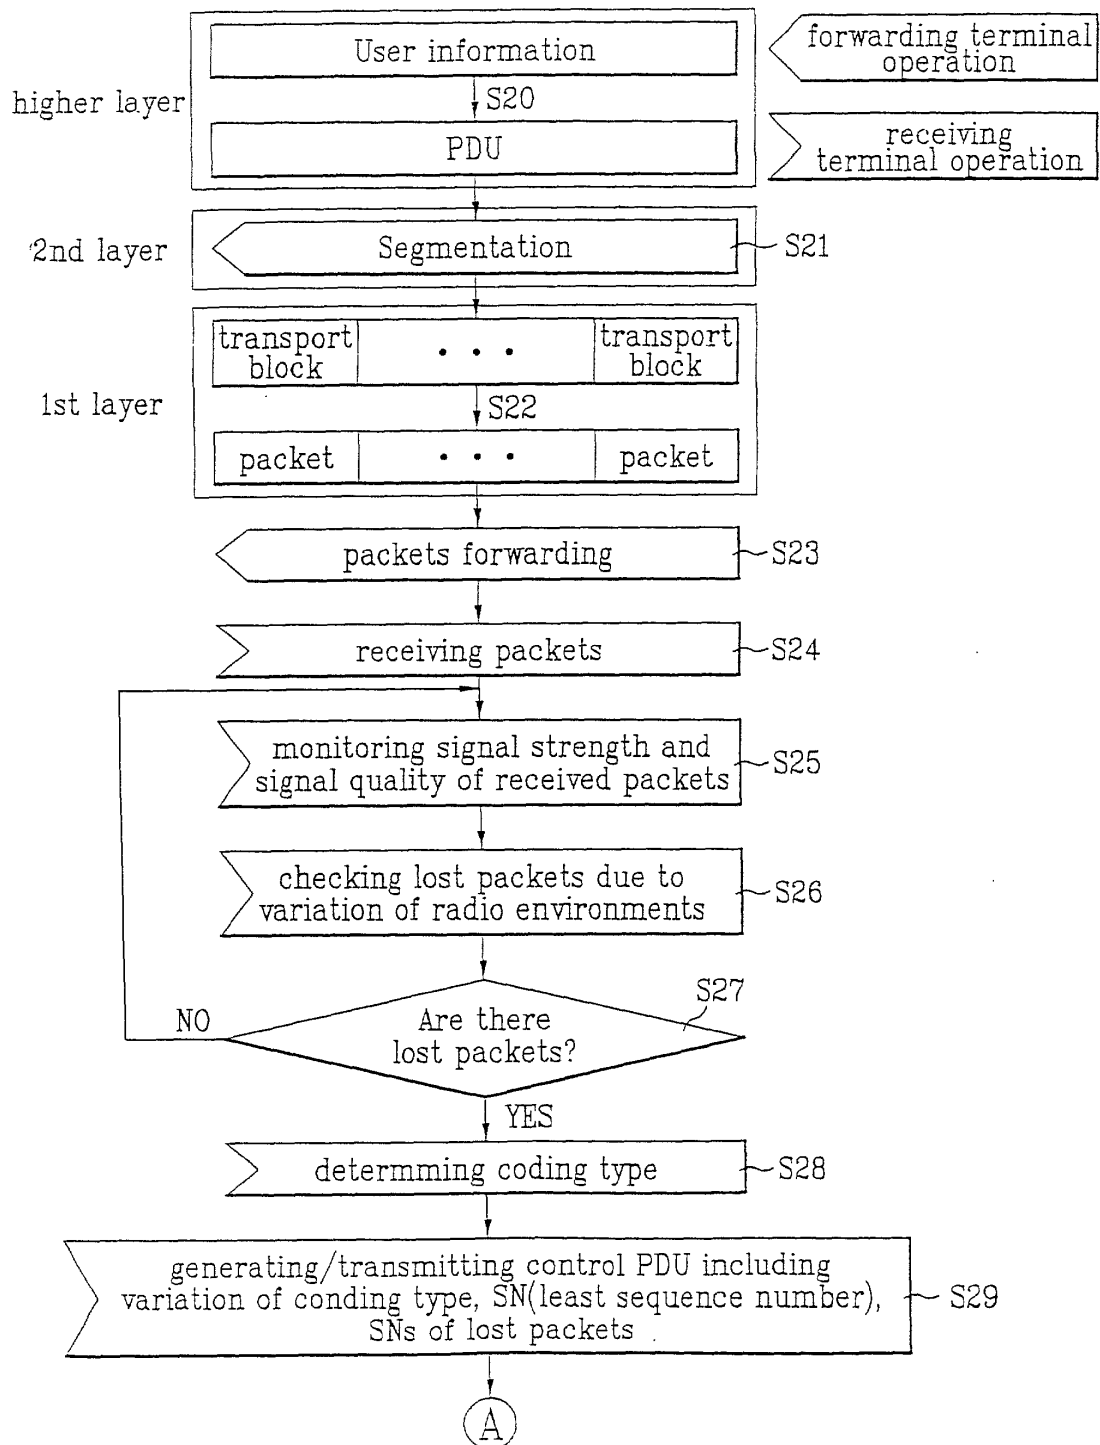 User information
forwarding terminal
operation
higher layer
S20
PDU
receiving
terminal operation
2nd layer
Segmentation
S21
transport
block
• • •
transport
block
1st layer
S22
packet
• • •
packet
packets forwarding
S23
receiving packets
S24
monitoring signal strength and
signal quality of received packets
S25
checking lost packets due to
variation of radio environments
S26
S27
NO
Are there
lost packets?
YES
determming coding type
S28
generating/transmitting control PDU including
variation of conding type, SN(least sequence number),
SNs of lost packets
S29
A